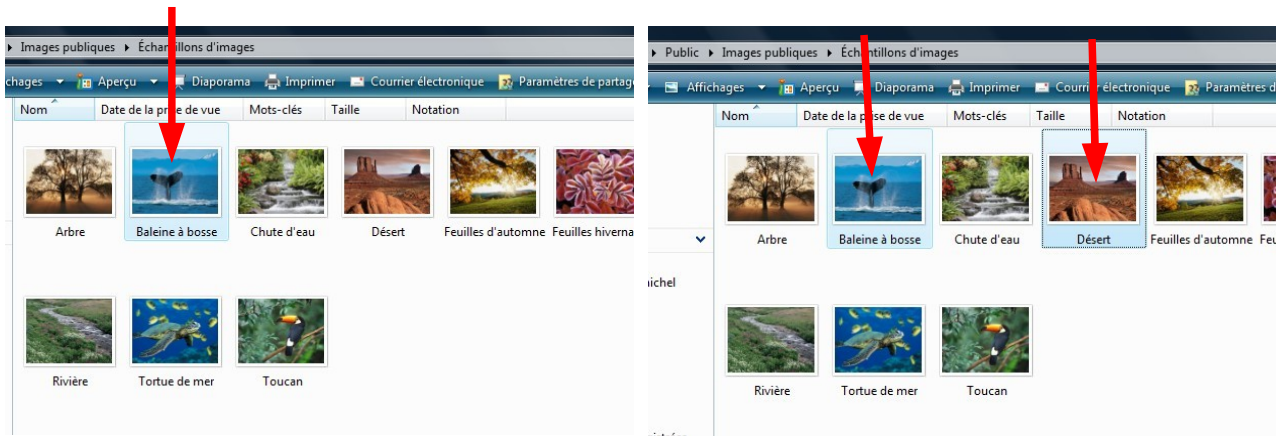 Images publiques ▸ Échantillons d'images
chages Aperçu Diaporama Imprimer Courrier électronique Paramètres de partag
Nom Date de la prise de vue Mots-clés Taille Notation
Arbre Baleine à bosse Chute d'eau Désert Feuilles d'automne Feuilles hiverna
Rivière Tortue de mer Toucan
Public ▸ Images publiques ▸ Échantillons d'images
Affichages Aperçu Diaporama Imprimer Courrier électronique Paramètres d
Nom Date de la prise de vue Mots-clés Taille Notation
Arbre Baleine à bosse Chute d'eau Désert Feuilles d'automne Feu
ichel
Rivière Tortue de mer Toucan